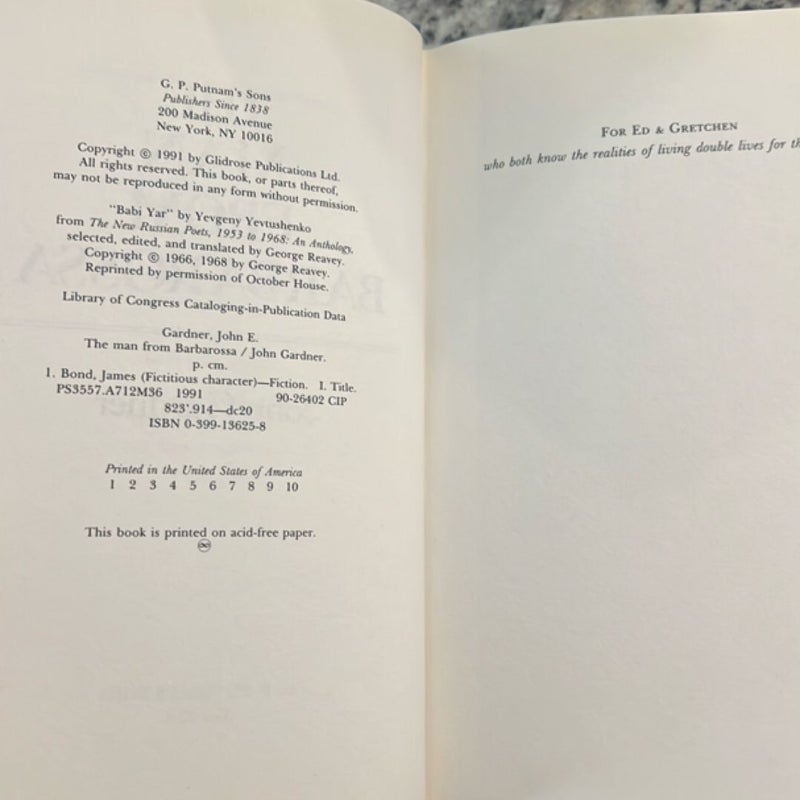 G. P. Putnam's Sons
Publishers Since 1838
200 Madison Avenue
New York, NY 10016
Copyright © 1991 by Glidrose Publications Ltd.
All rights reserved. This book, or parts thereof,
may not be reproduced in any form without permission.
"Babi Yar" by Yevgeny Yevtushenko
from The New Russian Poets, 1953 to 1968: An Anthology,
selected, edited, and translated by George Reavey.
Copyright © 1966, 1968 by George Reavey.
Reprinted by permission of October House.
Library of Congress Cataloging-in-Publication Data
Gardner, John E.
The man from Barbarossa / John Gardner.
p. cm.
1. Bond, James (Fictitious character)—Fiction. I. Title.
PS3557.A712M36 1991 90-26402 CIP
823'.914—dc20
ISBN 0-399-13625-8
Printed in the United States of America
1 2 3 4 5 6 7 8 9 10
This book is printed on acid-free paper.
FOR ED & GRETCHEN
who both know the realities of living double lives for th